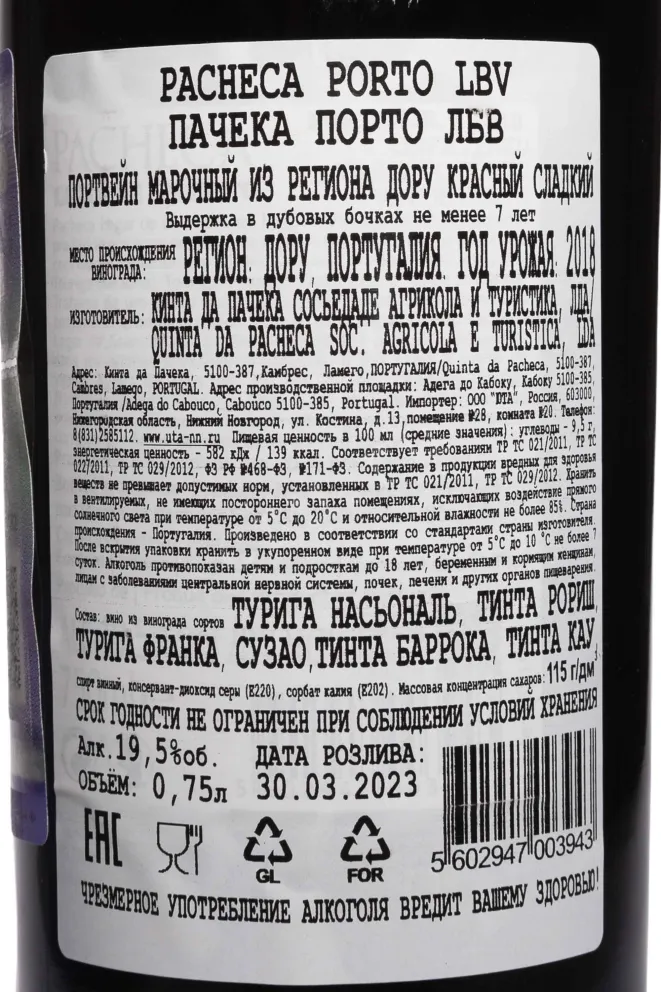 PACHECA PORTO LBV
ПАЧЕКА ПОРТО ЛБВ
ПОРТВЕЙН МАРОЧНЫЙ ИЗ РЕГИОНА ДОРУ КРАСНЫЙ СЛАДКИЙ
Выдержка в дубовых бочках не менее 7 лет
МЕСТО ПРОИСХОЖДЕНИЯ ВИНОГРАДА: РЕГИОН: ДОРУ, ПОРТУГАЛИЯ. ГОД УРОЖАЯ: 2018
ИЗГОТОВИТЕЛЬ: КИНТА ДА ПАЧЕКА СОСЬЕДАДЕ АГРИКОЛА И ТУРИСТИКА, ЛДА/
QUINTA DA PACHECA SOC. AGRICOLA E TURISTICA, LDA
Адрес: Кинта да Пачека, 5100-387,Камбрес, Ламего,ПОРТУГАЛИЯ/Quinta da Pacheca, 5100-387,
Cambres, Lamego, PORTUGAL. Адрес производственной площадки: Адега до Кабоку, Кабоку 5100-385,
Португалия /Adega do Cabouco, Cabouco 5100-385, Portugal. Импортер: ООО "ЮТА", Россия, 603000,
Нижегородская область, Нижний Новгород, ул. Костина, д.13,помещение №28, комната №20. Телефон:
8(831)2585112. www.uta-nn.ru Пищевая ценность в 100 мл (средние значения): углеводы - 9,5 г,
энергетическая ценность - 582 кДж / 139 ккал. Соответствует требованиям ТР ТС 021/2011, ТР ТС
022/2011, ТР ТС 029/2012, ФЗ РФ №468-ФЗ, №171-ФЗ. Содержание в продукции вредных для здоровья
веществ не превышает допустимых норм, установленных в ТР ТС 021/2011, ТР ТС 029/2012. Хранить
в вентилируемых, не имеющих постороннего запаха помещениях, исключающих воздействие прямого
солнечного света при температуре от 5°С до 20°С и относительной влажности не более 85%. Страна
происхождения - Португалия. Произведено в соответствии со стандартами страны изготовителя.
После вскрытия упаковки хранить в укупоренном виде при температуре от 5°С до 10 °С не более 7
суток. Алкоголь противопоказан детям и подросткам до 18 лет, беременным и кормящим женщинам,
лицам с заболеваниями центральной нервной системы, почек, печени и других органов пищеварения.
Состав: вино из винограда сортов ТУРИГА НАСЬОНАЛЬ, ТИНТА РОРИШ,
ТУРИГА ФРАНКА, СУЗАО,ТИНТА БАРРОКА, ТИНТА КАУ,
спирт винный, консервант-диоксид серы (Е220), сорбат калия (Е202). Массовая концентрация сахаров: 115 г/дм³
СРОК ГОДНОСТИ НЕ ОГРАНИЧЕН ПРИ СОБЛЮДЕНИИ УСЛОВИЙ ХРАНЕНИЯ
Алк.19,5%об. ДАТА РОЗЛИВА:
ОБЪЁМ: 0,75л 30.03.2023
EAC GL FOR 5 602947 003943
ЧРЕЗМЕРНОЕ УПОТРЕБЛЕНИЕ АЛКОГОЛЯ ВРЕДИТ ВАШЕМУ ЗДОРОВЬЮ!